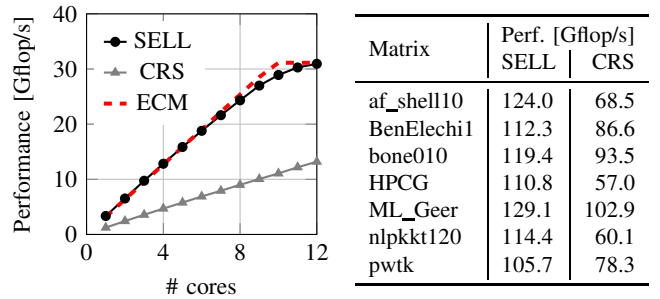 Performance [Gflop/s]
40
30
20
10
0
0 4 8 12
# cores
SELL
CRS
ECM
Matrix Perf. [Gflop/s]
SELL CRS
af_shell10 124.0 68.5
BenElechi1 112.3 86.6
bone010 119.4 93.5
HPCG 110.8 57.0
ML_Geer 129.1 102.9
nlpkkt120 114.4 60.1
pwtk 105.7 78.3